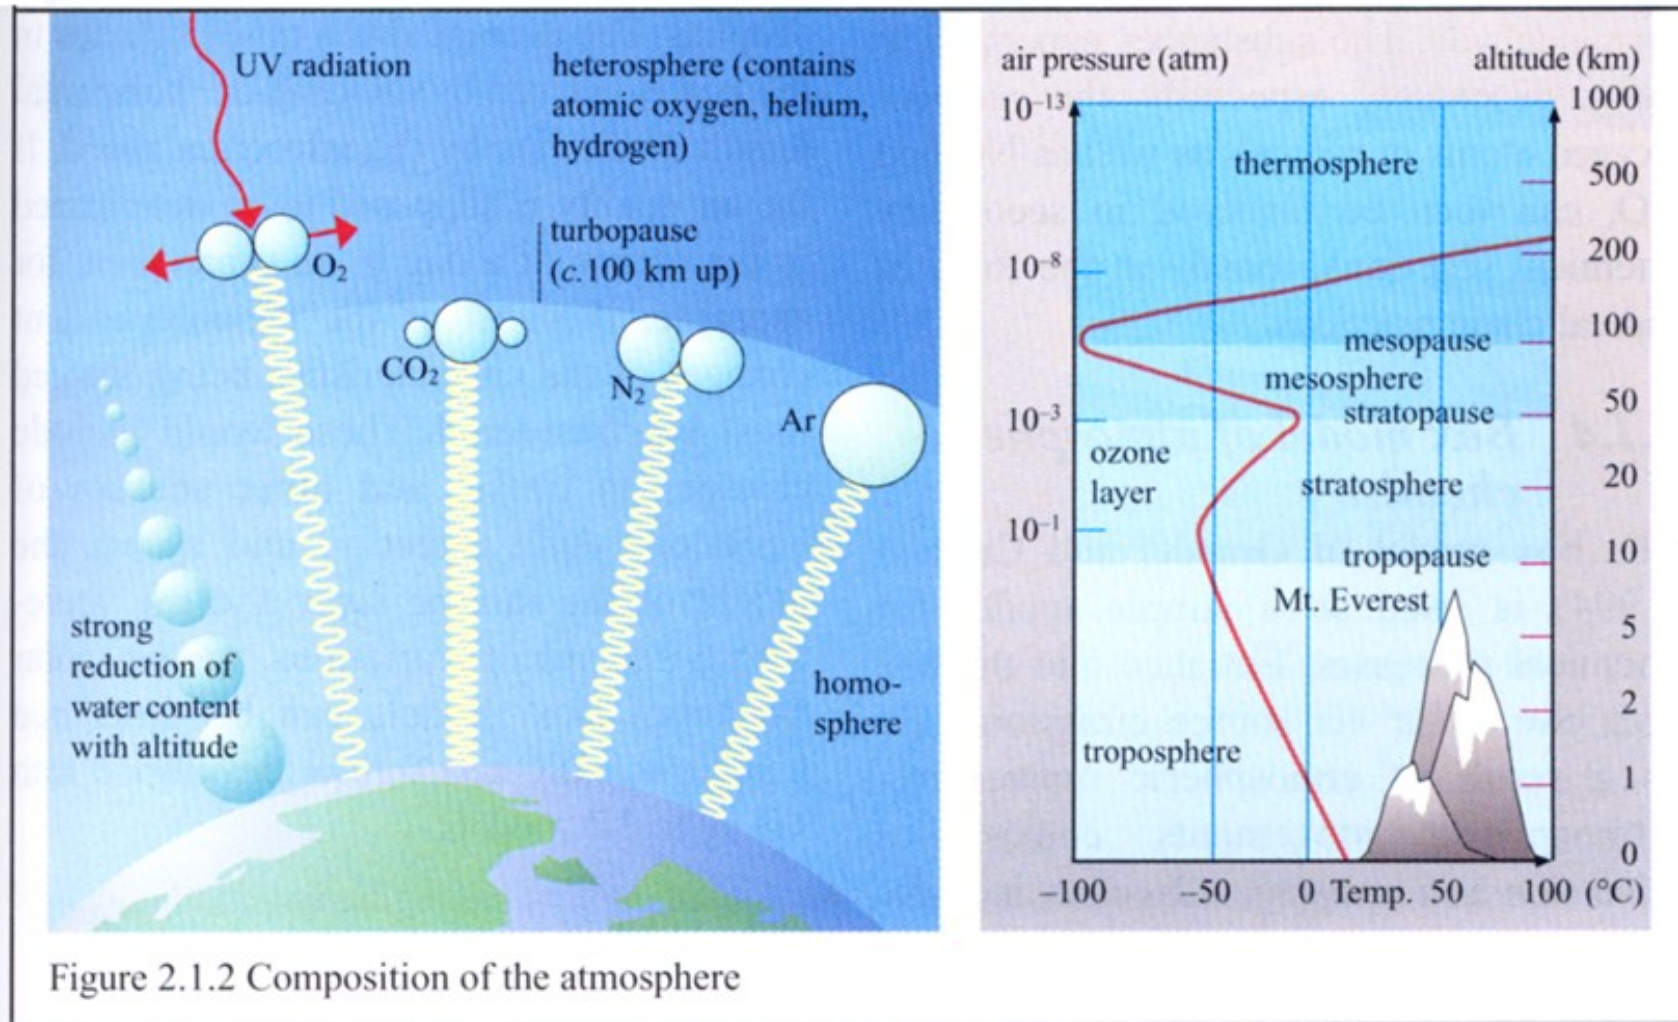 UV radiation
heterosphere (contains
atomic oxygen, helium,
hydrogen)
turbopause
(c.100 km up)
O₂
CO₂
N₂
Ar
strong
reduction of
water content
with altitude
homo-
sphere
air pressure (atm)
altitude (km)
10⁻¹³
10⁻⁸
10⁻³
10⁻¹
thermosphere
mesopause
mesosphere
stratopause
ozone
layer
stratosphere
tropopause
Mt. Everest
troposphere
1000
500
200
100
50
20
10
5
2
1
0
−100 −50 0 Temp. 50 100 (°C)
Figure 2.1.2 Composition of the atmosphere